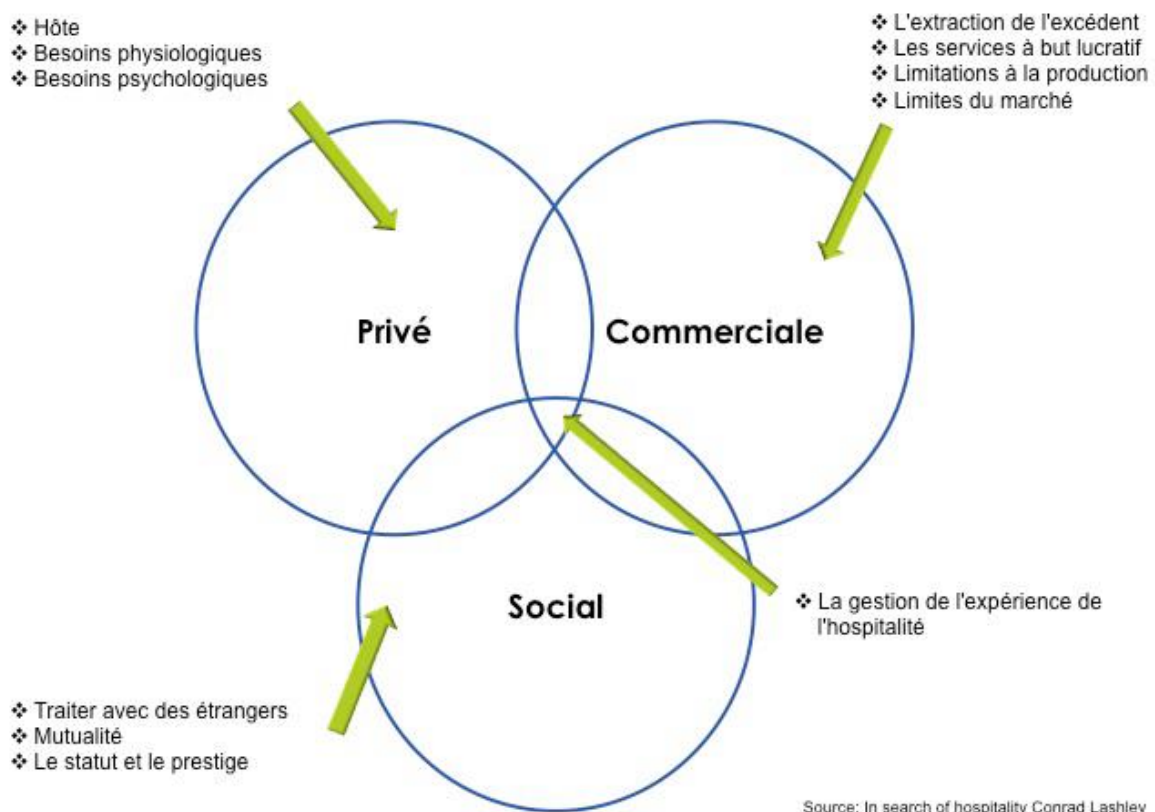 ❖ Hôte
❖ Besoins physiologiques
❖ Besoins psychologiques
❖ L'extraction de l'excédent
❖ Les services à but lucratif
❖ Limitations à la production
❖ Limites du marché
Privé
Commerciale
Social
❖ La gestion de l'expérience de
l'hospitalité
❖ Traiter avec des étrangers
❖ Mutualité
❖ Le statut et le prestige
Source: In search of hospitality Conrad Lashley